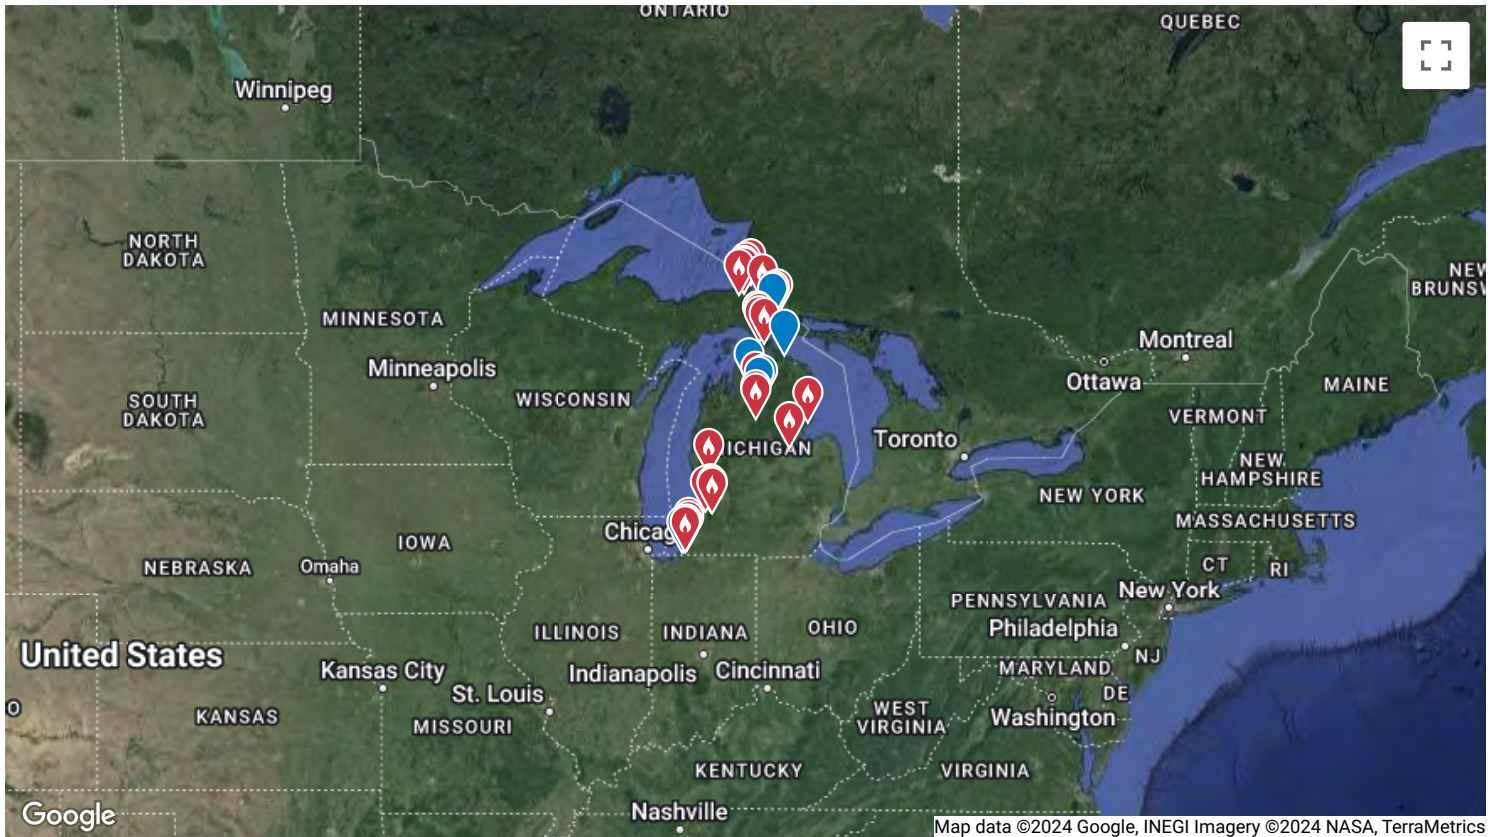 ONTARIO
QUEBEC
Winnipeg
NORTH
DAKOTA
NEW
BRUNSW
MINNESOTA
Montreal
Minneapolis
Ottawa
MAINE
SOUTH
DAKOTA
WISCONSIN
VERMONT
Toronto
ICHIGAN
NEW
HAMPSHIRE
NEW YORK
MASSACHUSETTS
Chicag
IOWA
NEBRASKA
Omaha
CT
RI
New York
PENNSYLVANIA
ILLINOIS
INDIANA
OHIO
Philadelphia
United States
NJ
MARYLAND
Kansas City
Indianapolis
Cincinnati
St. Louis
DE
O
KANSAS
MISSOURI
WEST
VIRGINIA
Washington
KENTUCKY
VIRGINIA
Nashville
Google
Map data ©2024 Google, INEGI Imagery ©2024 NASA, TerraMetrics